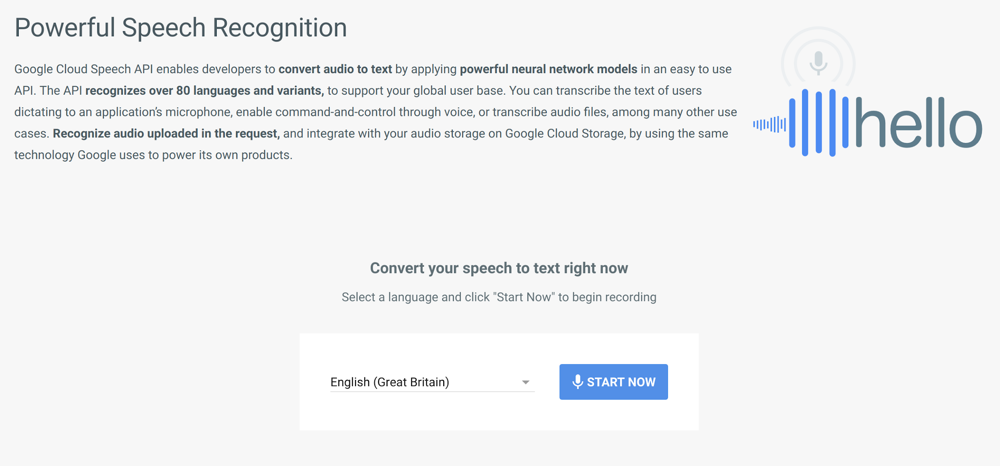 Powerful Speech Recognition
Google Cloud Speech API enables developers to convert audio to text by applying powerful neural network models in an easy to use
API. The API recognizes over 80 languages and variants, to support your global user base. You can transcribe the text of users
dictating to an application’s microphone, enable command-and-control through voice, or transcribe audio files, among many other use
cases. Recognize audio uploaded in the request, and integrate with your audio storage on Google Cloud Storage, by using the same
technology Google uses to power its own products.
hello
Convert your speech to text right now
Select a language and click "Start Now" to begin recording
English (Great Britain)
START NOW